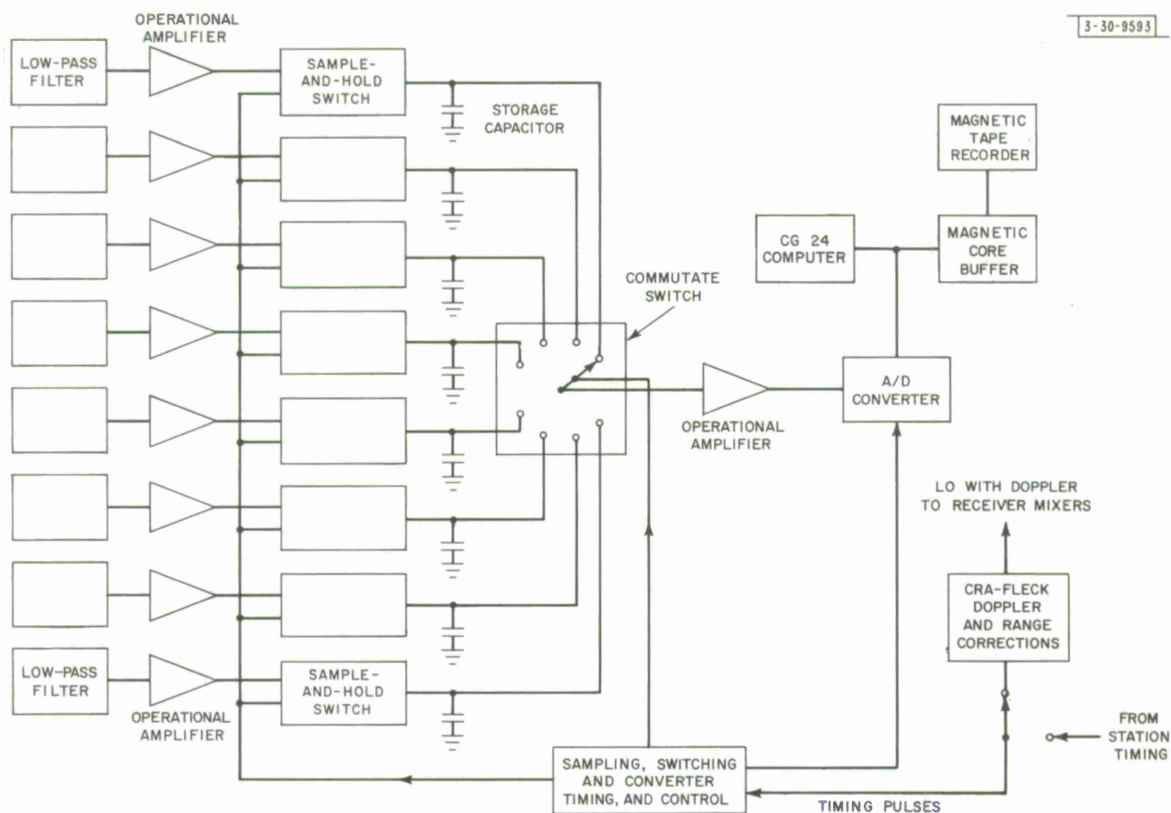 3-30-9593
OPERATIONAL
AMPLIFIER
LOW-PASS
FILTER
SAMPLE-
AND-HOLD
SWITCH
STORAGE
CAPACITOR
MAGNETIC
TAPE
RECORDER
CG 24
COMPUTER
MAGNETIC
CORE
BUFFER
COMMUTATE
SWITCH
A/D
CONVERTER
OPERATIONAL
AMPLIFIER
LO WITH DOPPLER
TO RECEIVER MIXERS
CRA-FLECK
DOPPLER
AND RANGE
CORRECTIONS
LOW-PASS
FILTER
SAMPLE-
AND-HOLD
SWITCH
OPERATIONAL
AMPLIFIER
FROM
STATION
TIMING
SAMPLING, SWITCHING
AND CONVERTER
TIMING, AND CONTROL
TIMING PULSES